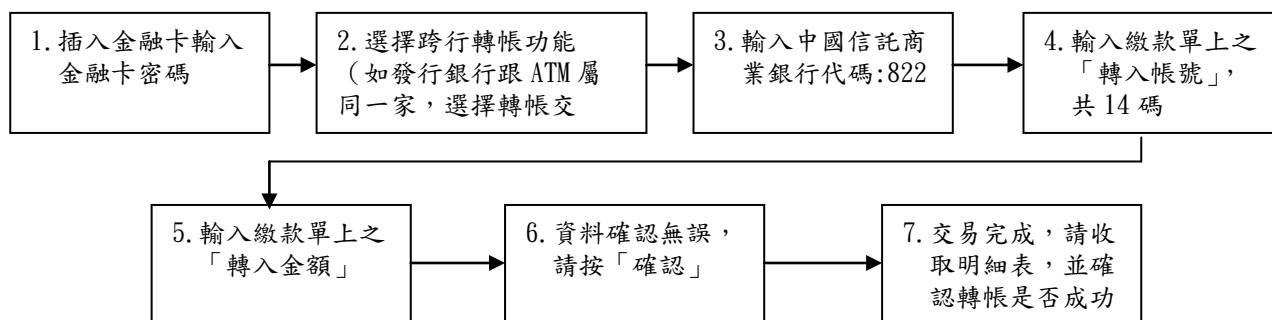 1.插入金融卡輸入
金融卡密碼
2.選擇跨行轉帳功能
(如發行銀行跟 ATM 屬
同一家，選擇轉帳交
3.輸入中國信託商
業銀行代碼:822
4.輸入繳款單上之
「轉入帳號」，
共 14 碼
5.輸入繳款單上之
「轉入金額」
6.資料確認無誤，
請按「確認」
7.交易完成，請收
取明細表，並確
認轉帳是否成功